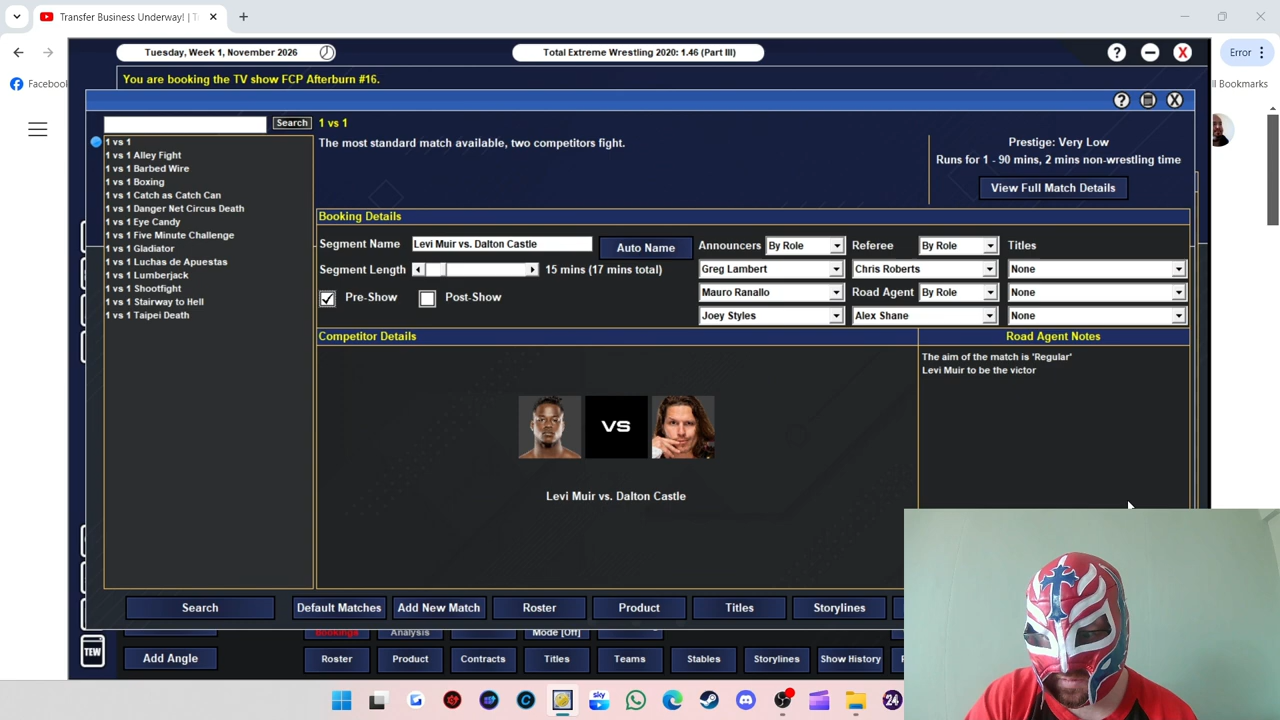 Transfer Business Underway! | T
Error
Facebook
ll Bookmarks
Tuesday, Week 1, November 2026
Total Extreme Wrestling 2020: 1.46 (Part III)
?
X
You are booking the TV show FCP Afterburn #16.
?
X
Search
1 vs 1
1 vs 1
1 vs 1 Alley Fight
1 vs 1 Barbed Wire
1 vs 1 Boxing
1 vs 1 Catch as Catch Can
1 vs 1 Danger Net Circus Death
1 vs 1 Eye Candy
1 vs 1 Five Minute Challenge
1 vs 1 Gladiator
1 vs 1 Luchas de Apuestas
1 vs 1 Lumberjack
1 vs 1 Shootfight
1 vs 1 Stairway to Hell
1 vs 1 Taipei Death
The most standard match available, two competitors fight.
Prestige: Very Low
Runs for 1 - 90 mins, 2 mins non-wrestling time
View Full Match Details
Booking Details
Segment Name Levi Muir vs. Dalton Castle Auto Name
Segment Length 15 mins (17 mins total)
Pre-Show Post-Show
Announcers By Role Referee By Role Titles
Greg Lambert Chris Roberts None
Mauro Ranallo Road Agent By Role None
Joey Styles Alex Shane None
Competitor Details
VS
Levi Muir vs. Dalton Castle
Road Agent Notes
The aim of the match is 'Regular'
Levi Muir to be the victor
Search Default Matches Add New Match Roster Product Titles Storylines
Bookings Analysis Mode [Off]
TEW Add Angle Roster Product Contracts Titles Teams Stables Storylines Show History
sky
24